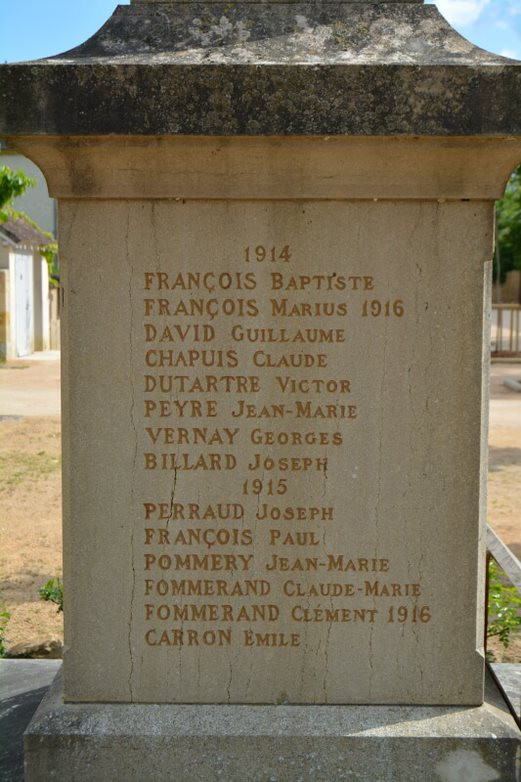 1914
FRANÇOIS BAPTISTE
FRANÇOIS MARIUS 1916
DAVID GUILLAUME
CHAPUIS CLAUDE
DUTARTRE VICTOR
PEYRE JEAN-MARIE
VERNAY GEORGES
BILLARD JOSEPH
1915
PERRAUD JOSEPH
FRANÇOIS PAUL
POMMERY JEAN-MARIE
FOMMERAND CLAUDE-MARIE
FOMMERAND CLÉMENT 1916
CARRON ÉMILE